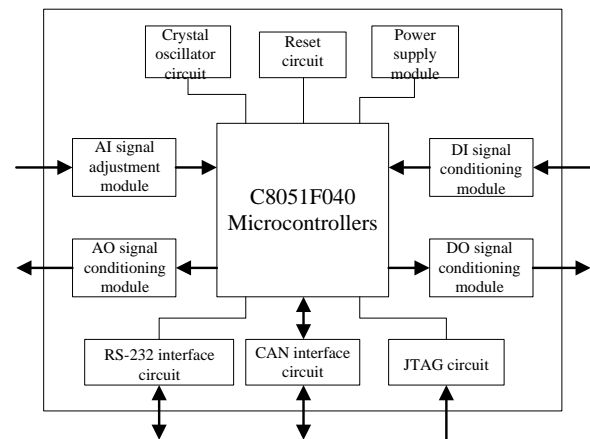 Crystal
oscillator
circuit
Reset
circuit
Power
supply
module
AI signal
adjustment
module
C8051F040
Microcontrollers
DI signal
conditioning
module
AO signal
conditioning
module
DO signal
conditioning
module
RS-232 interface
circuit
CAN interface
circuit
JTAG circuit